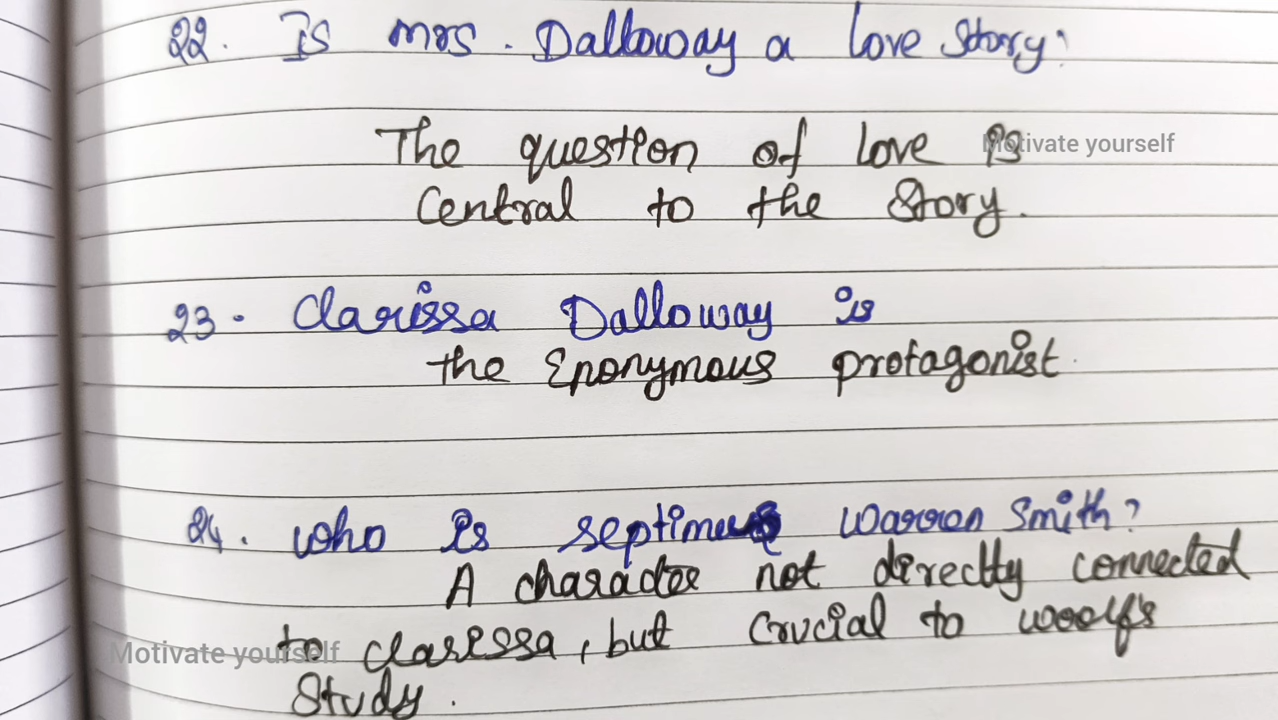 22. Is Mrs. Dalloway a love Story?
The question of love is
Motivate yourself
Central to the Story.
23. Clarissa Dalloway is
the Eponymous protagonist.
24. Who is septimus Warren Smith?
A character not directly connected
to clarissa, but Crucial to woolf's
Motivate yourself
Study.